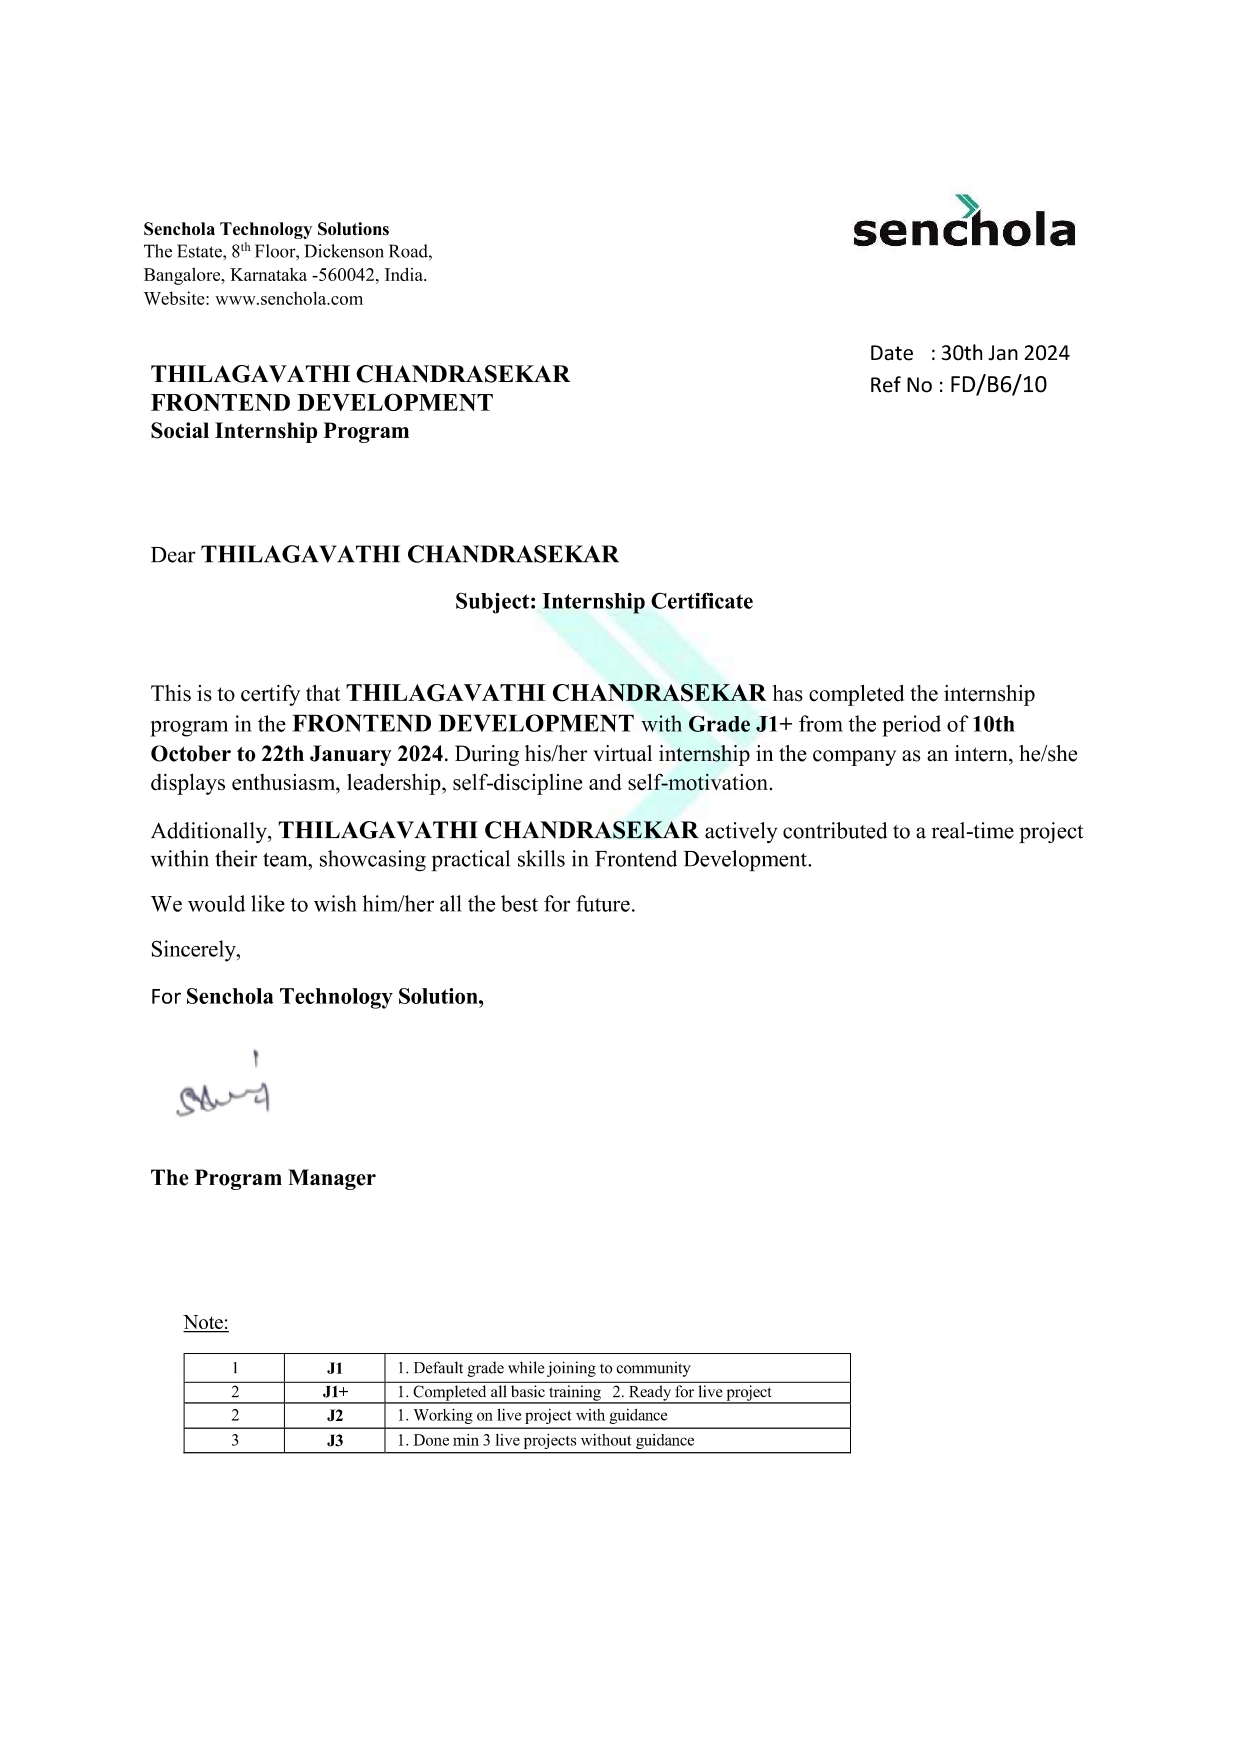 Senchola Technology Solutions
The Estate, 8th Floor, Dickenson Road,
Bangalore, Karnataka -560042, India.
Website: www.senchola.com
senchola
Date : 30th Jan 2024
Ref No : FD/B6/10
THILAGAVATHI CHANDRASEKAR
FRONTEND DEVELOPMENT
Social Internship Program
Dear THILAGAVATHI CHANDRASEKAR
Subject: Internship Certificate
This is to certify that THILAGAVATHI CHANDRASEKAR has completed the internship
program in the FRONTEND DEVELOPMENT with Grade J1+ from the period of 10th
October to 22th January 2024. During his/her virtual internship in the company as an intern, he/she
displays enthusiasm, leadership, self-discipline and self-motivation.
Additionally, THILAGAVATHI CHANDRASEKAR actively contributed to a real-time project
within their team, showcasing practical skills in Frontend Development.
We would like to wish him/her all the best for future.
Sincerely,
For Senchola Technology Solution,
The Program Manager
Note:
1 J1 1. Default grade while joining to community
2 J1+ 1. Completed all basic training 2. Ready for live project
2 J2 1. Working on live project with guidance
3 J3 1. Done min 3 live projects without guidance